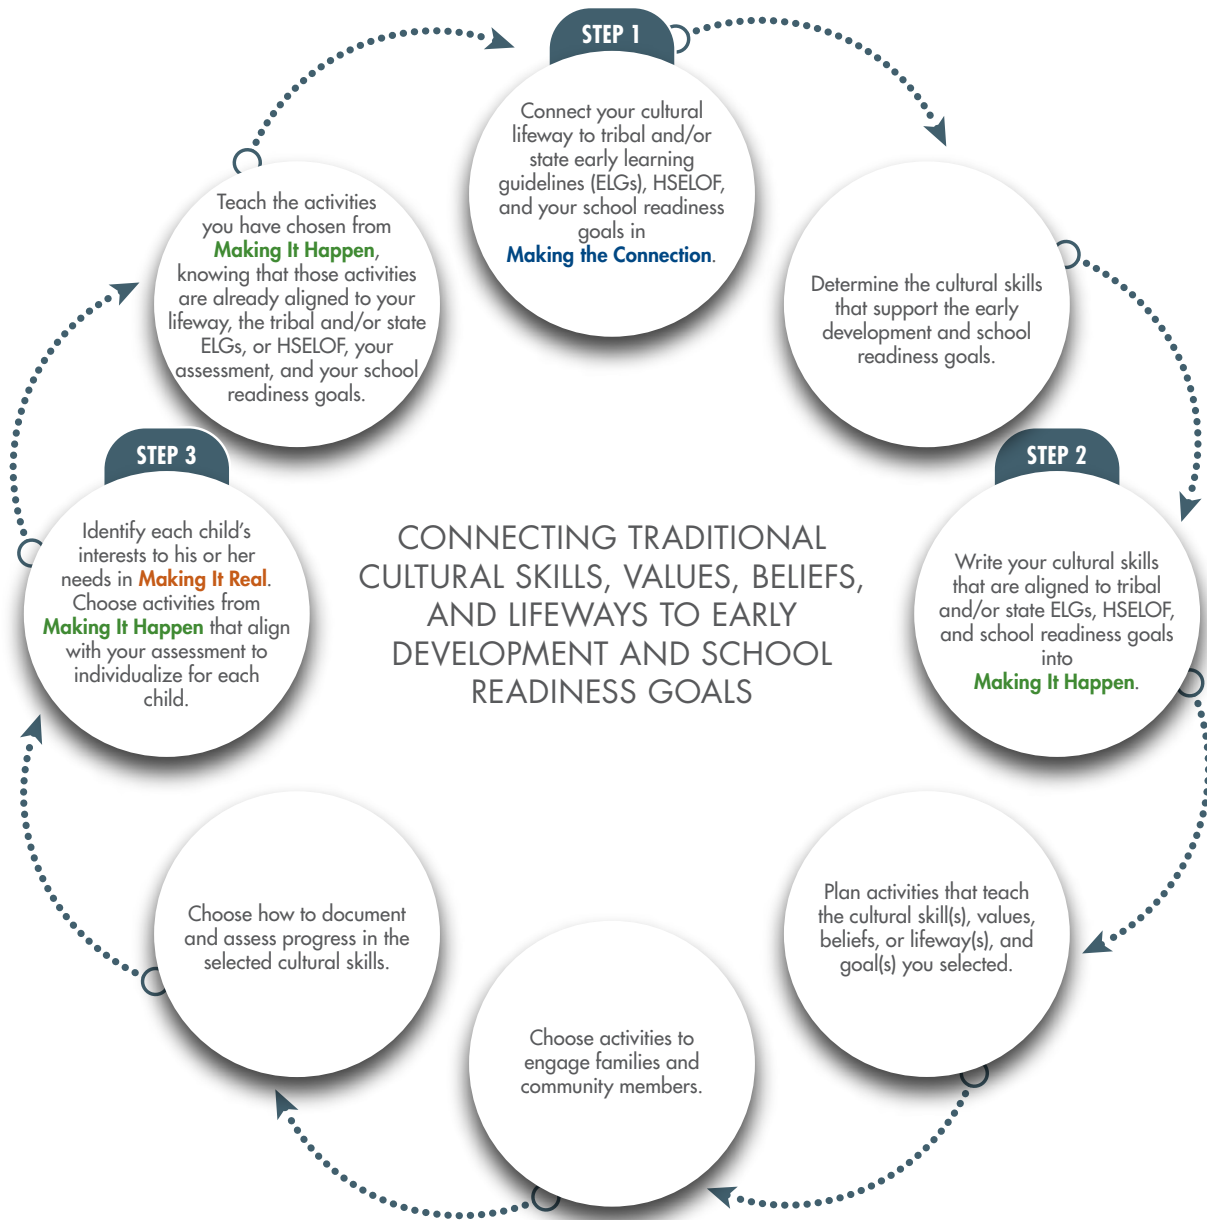 STEP 1
Connect your cultural
lifeway to tribal and/or
state early learning
guidelines (ELGs), HSELOF,
and your school readiness
goals in
Making the Connection.
Determine the cultural skills
that support the early
development and school
readiness goals.
STEP 2
Write your cultural skills
that are aligned to tribal
and/or state ELGs, HSELOF,
and school readiness goals
into
Making It Happen.
Plan activities that teach
the cultural skill(s), values,
beliefs, or lifeway(s), and
goal(s) you selected.
Choose activities to
engage families and
community members.
Choose how to document
and assess progress in the
selected cultural skills.
STEP 3
Identify each child’s
interests to his or her
needs in Making It Real.
Choose activities from
Making It Happen that align
with your assessment to
individualize for each
child.
Teach the activities
you have chosen from
Making It Happen,
knowing that those activities
are already aligned to your
lifeway, the tribal and/or state
ELGs, or HSELOF, your
assessment, and your school
readiness goals.
CONNECTING TRADITIONAL
CULTURAL SKILLS, VALUES, BELIEFS,
AND LIFEWAYS TO EARLY
DEVELOPMENT AND SCHOOL
READINESS GOALS